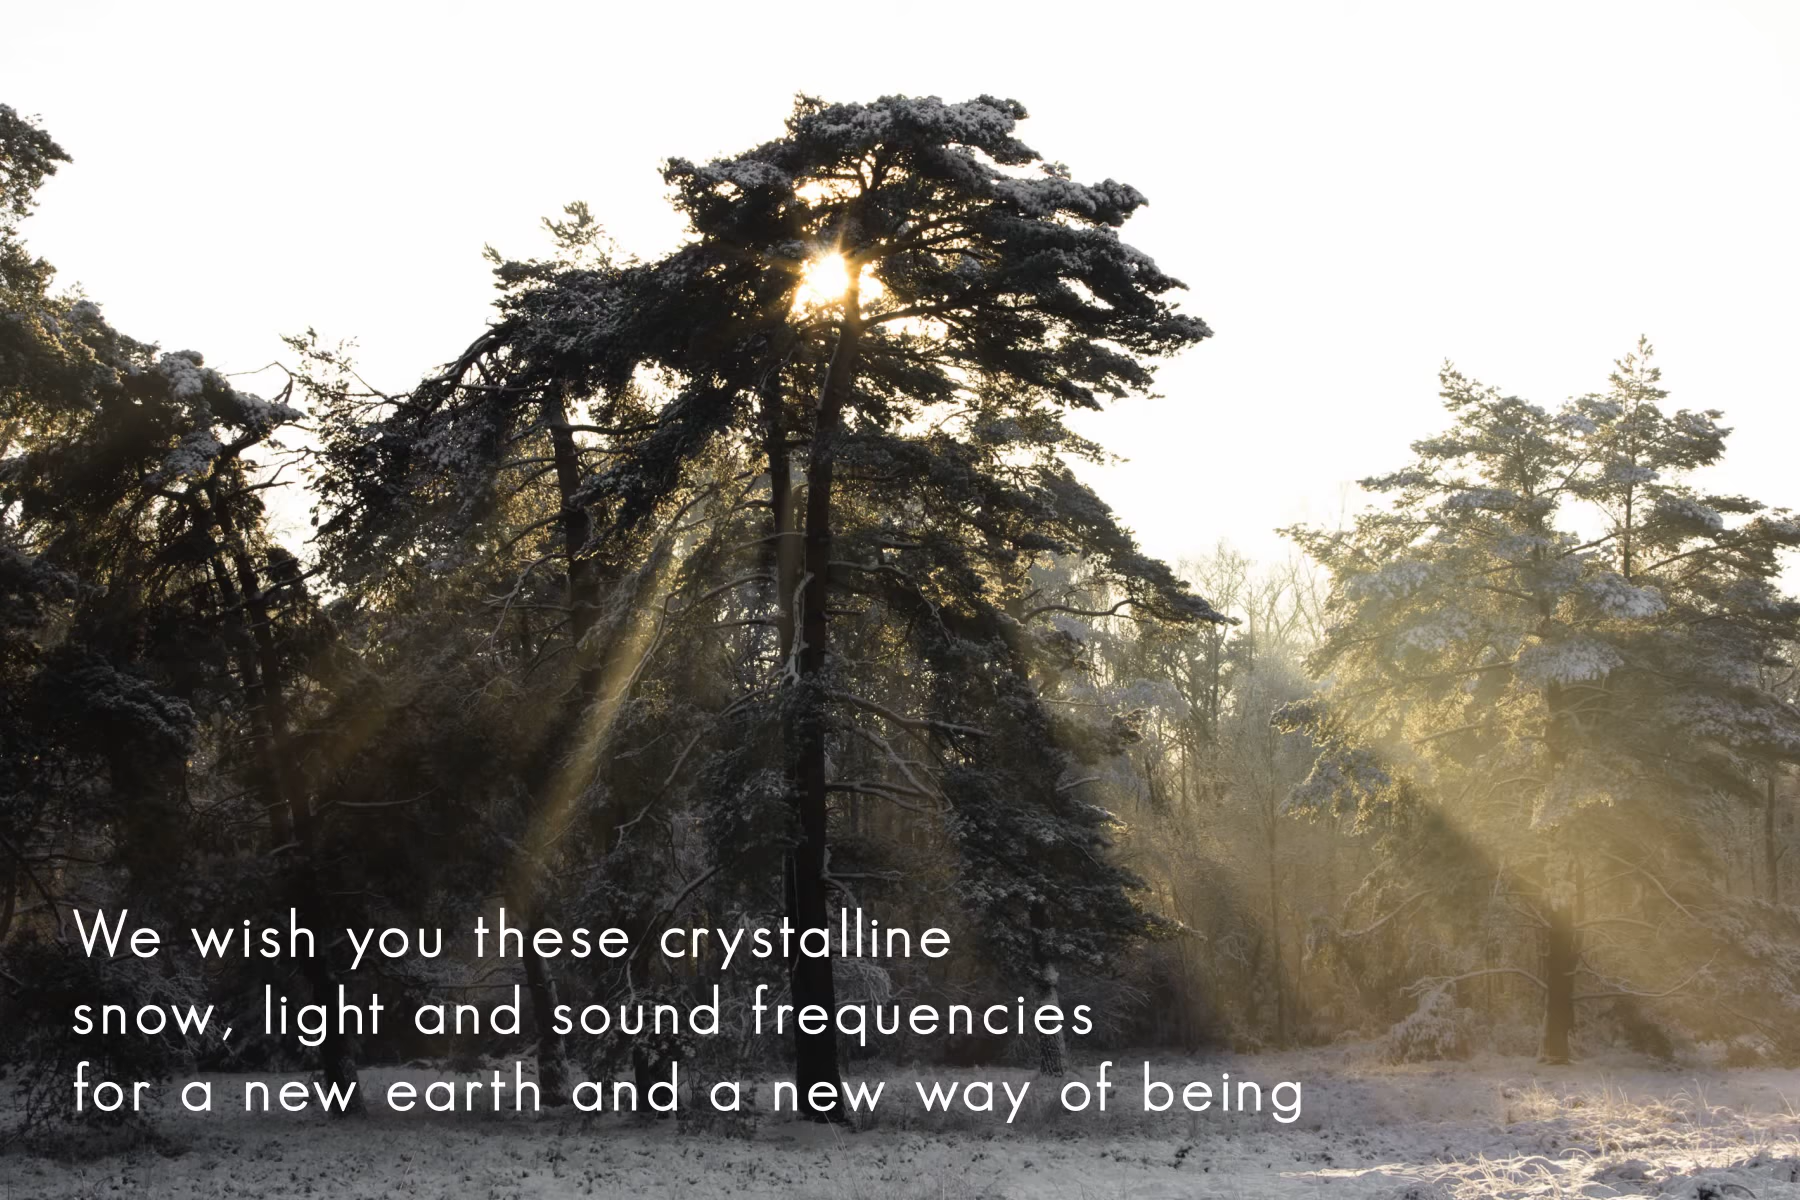 We wish you these crystalline
snow, light and sound frequencies
for a new earth and a new way of being